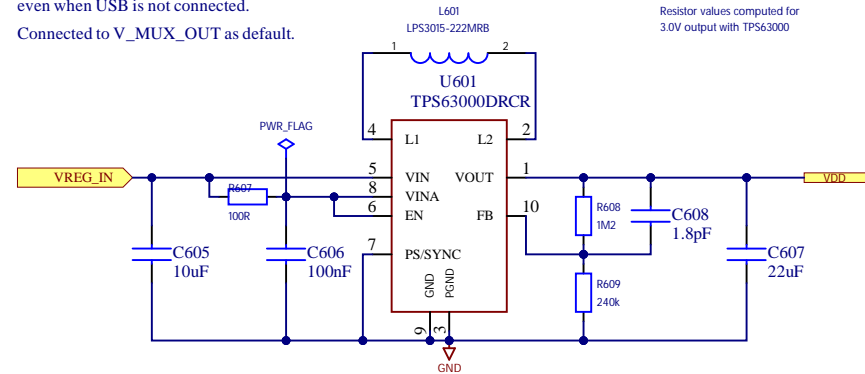 even when USB is not connected.
Connected to V_MUX_OUT as default.
L601
LPS3015-222MRB
Resistor values computed for
3.0V output with TPS63000
1
2
U601
TPS63000DRCR
PWR_FLAG
4
L1
L2
2
VREG_IN
5
VIN
VOUT
1
VDD
R607
100R
8
VINA
6
EN
FB
10
R608
1M2
C608
1.8pF
7
PS/SYNC
C605
10uF
C606
100nF
C607
22uF
GND
PGND
R609
240k
9
3
GND